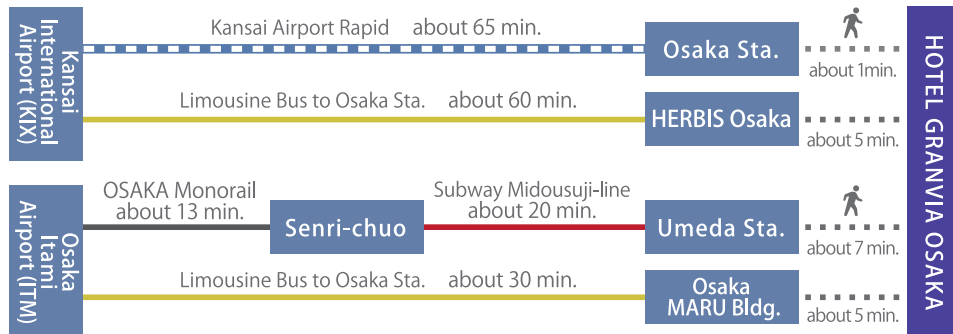 Kansai
International
Airport (KIX)
Kansai Airport Rapid about 65 min.
Osaka Sta.
about 1min.
Limousine Bus to Osaka Sta. about 60 min.
HERBIS Osaka
about 5 min.
Osaka
Itami
Airport (ITM)
OSAKA Monorail
about 13 min.
Senri-chuo
Subway Midousuji-line
about 20 min.
Umeda Sta.
about 7 min.
Limousine Bus to Osaka Sta. about 30 min.
Osaka
MARU Bldg.
about 5 min.
HOTEL GRANVIA OSAKA